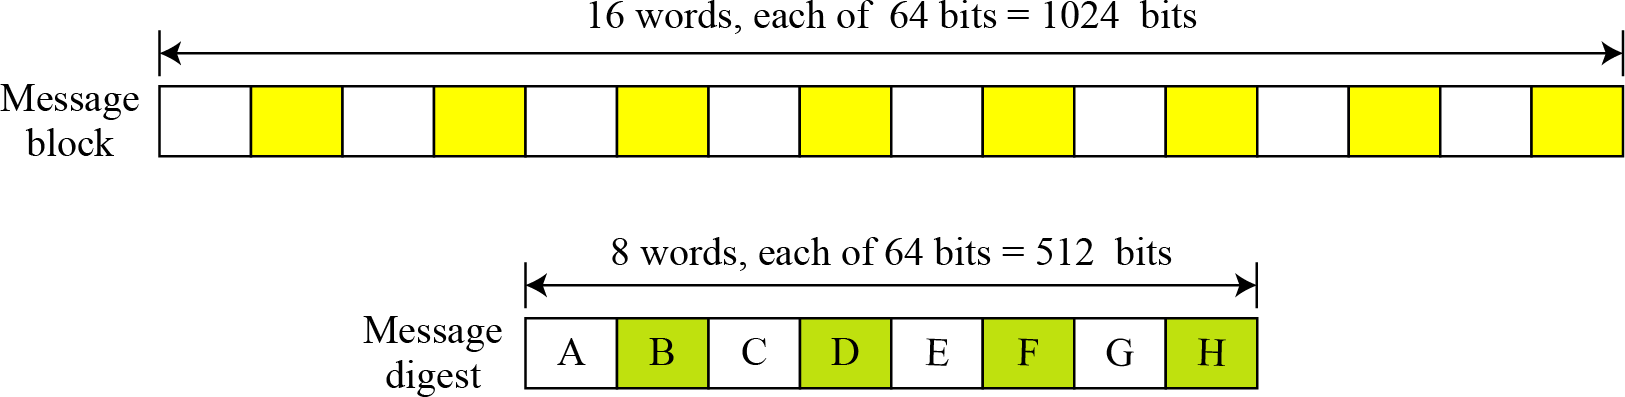 16 words, each of 64 bits = 1024 bits
Message
block
8 words, each of 64 bits = 512 bits
Message
digest
A B C D E F G H